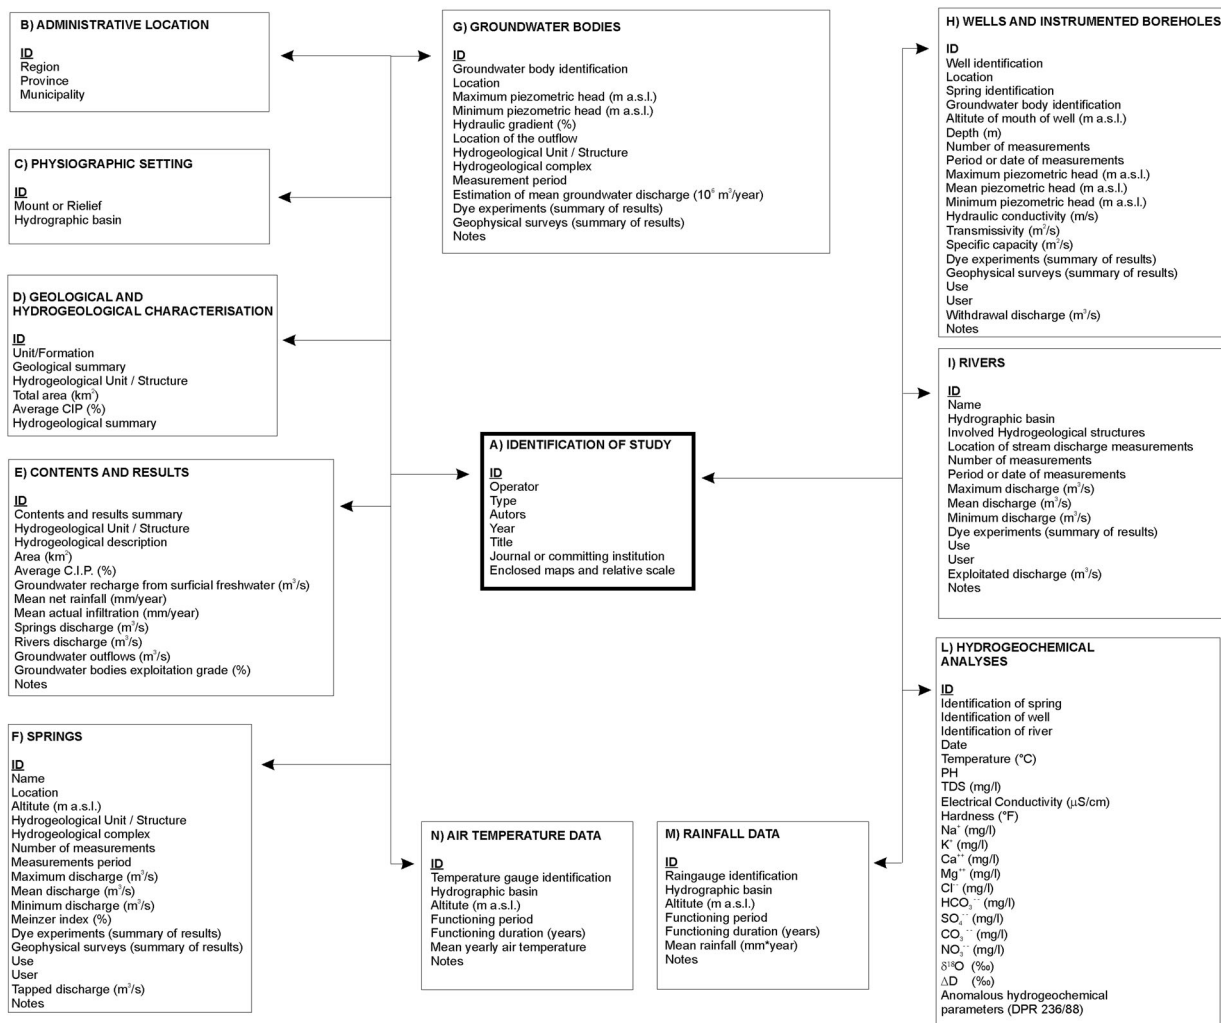 B) ADMINISTRATIVE LOCATION
ID
Region
Province
Municipality
C) PHYSIOGRAPHIC SETTING
ID
Mount or Rielief
Hydrographic basin
D) GEOLOGICAL AND
HYDROGEOLOGICAL CHARACTERISATION
ID
Unit/Formation
Geological summary
Hydrogeological Unit / Structure
Total area (km²)
Average CIP (%)
Hydrogeological summary
E) CONTENTS AND RESULTS
ID
Contents and results summary
Hydrogeological Unit / Structure
Hydrogeological description
Area (km²)
Average C.I.P. (%)
Groundwater recharge from surficial freshwater (m³/s)
Mean net rainfall (mm/year)
Mean actual infiltration (mm/year)
Springs discharge (m³/s)
Rivers discharge (m³/s)
Groundwater outflows (m³/s)
Groundwater bodies exploitation grade (%)
Notes
F) SPRINGS
ID
Name
Location
Altitute (m a.s.l.)
Hydrogeological Unit / Structure
Hydrogeological complex
Number of measurements
Measurements period
Maximum discharge (m³/s)
Mean discharge (m³/s)
Minimum discharge (m³/s)
Meinzer index (%)
Dye experiments (summary of results)
Geophysical surveys (summary of results)
Use
User
Tapped discharge (m³/s)
Notes
G) GROUNDWATER BODIES
ID
Groundwater body identification
Location
Maximum piezometric head (m a.s.l.)
Minimum piezometric head (m a.s.l.)
Hydraulic gradient (%)
Location of the outflow
Hydrogeological Unit / Structure
Hydrogeological complex
Measurement period
Estimation of mean groundwater discharge (10⁶ m³/year)
Dye experiments (summary of results)
Geophysical surveys (summary of results)
Notes
A) IDENTIFICATION OF STUDY
ID
Operator
Type
Autors
Year
Title
Journal or committing institution
Enclosed maps and relative scale
N) AIR TEMPERATURE DATA
ID
Temperature gauge identification
Hydrographic basin
Altitute (m a.s.l.)
Functioning period
Functioning duration (years)
Mean yearly air temperature
Notes
M) RAINFALL DATA
ID
Raingauge identification
Hydrographic basin
Altitute (m a.s.l.)
Functioning period
Functioning duration (years)
Mean rainfall (mm*year)
Notes
H) WELLS AND INSTRUMENTED BOREHOLES
ID
Well identification
Location
Spring identification
Groundwater body identification
Altitute of mouth of well (m a.s.l.)
Depth (m)
Number of measurements
Period or date of measurements
Maximum piezometric head (m a.s.l.)
Mean piezometric head (m a.s.l.)
Minimum piezometric head (m a.s.l.)
Hydraulic conductivity (m/s)
Transmissivity (m²/s)
Specific capacity (m²/s)
Dye experiments (summary of results)
Geophysical surveys (summary of results)
Use
User
Withdrawal discharge (m³/s)
Notes
I) RIVERS
ID
Name
Hydrographic basin
Involved Hydrogeological structures
Location of stream discharge measurements
Number of measurements
Period or date of measurements
Maximum discharge (m³/s)
Mean discharge (m³/s)
Minimum discharge (m³/s)
Dye experiments (summary of results)
Use
User
Exploitated discharge (m³/s)
Notes
L) HYDROGEOCHEMICAL
ANALYSES
ID
Identification of spring
Identification of well
Identification of river
Date
Temperature (°C)
PH
TDS (mg/l)
Electrical Conductivity (µS/cm)
Hardness (°F)
Na⁺ (mg/l)
K⁺ (mg/l)
Ca⁺⁺ (mg/l)
Mg⁺⁺ (mg/l)
Cl⁻⁻ (mg/l)
HCO₃⁻⁻ (mg/l)
SO₄⁻⁻ (mg/l)
CO₃⁻⁻ (mg/l)
NO₃⁻⁻ (mg/l)
δ¹⁸O (‰)
ΔD (‰)
Anomalous hydrogeochemical
parameters (DPR 236/88)